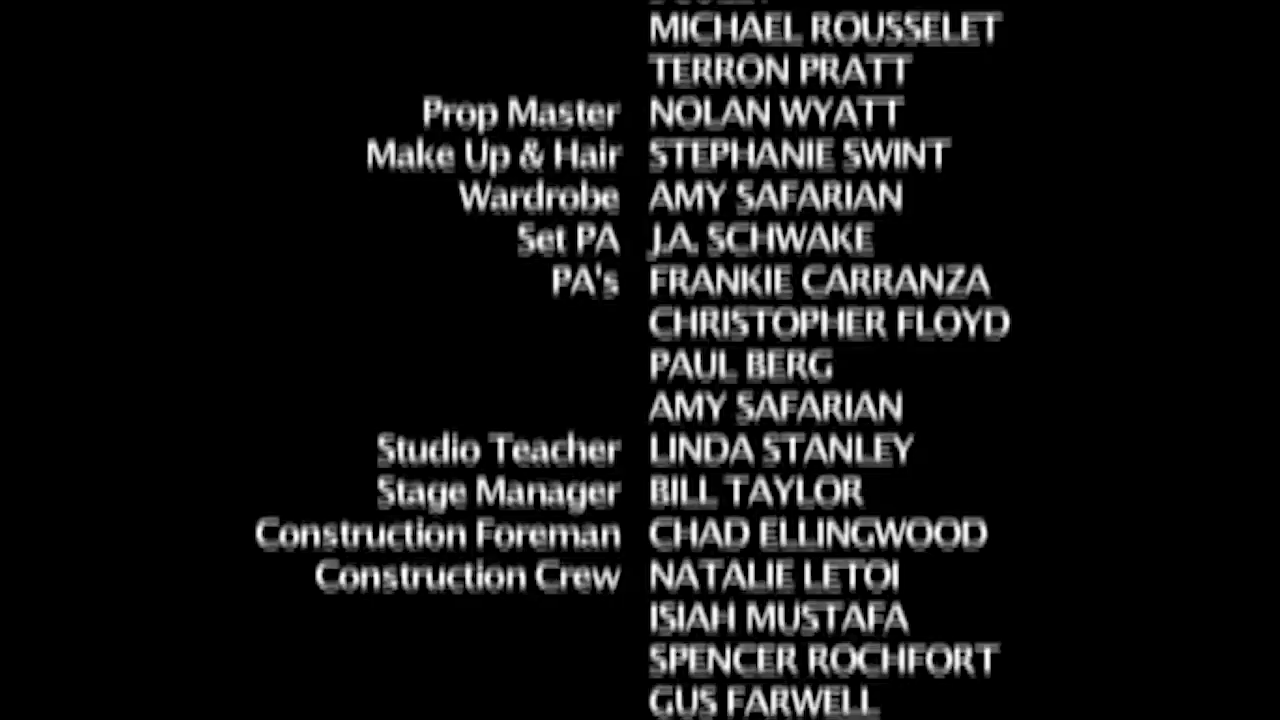 MICHAEL ROUSSELET
TERRON PRATT
Prop Master NOLAN WYATT
Make Up & Hair STEPHANIE SWINT
Wardrobe AMY SAFARIAN
Set PA J.A. SCHWAKE
PA's FRANKIE CARRANZA
CHRISTOPHER FLOYD
PAUL BERG
AMY SAFARIAN
Studio Teacher LINDA STANLEY
Stage Manager BILL TAYLOR
Construction Foreman CHAD ELLINGWOOD
Construction Crew NATALIE LETOI
ISIAH MUSTAFA
SPENCER ROCHFORT
GUS FARWELL